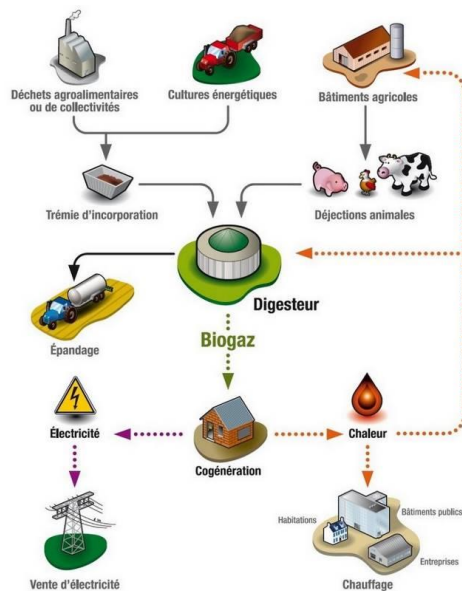 Déchets agroalimentaires
ou de collectivités
Cultures énergétiques
Bâtiments agricoles
Trémie d'incorporation
Déjections animales
Digesteur
Épandage
Biogaz
Électricité
Cogénération
Chaleur
Habitations
Bâtiments publics
Entreprises
Vente d'électricité
Chauffage